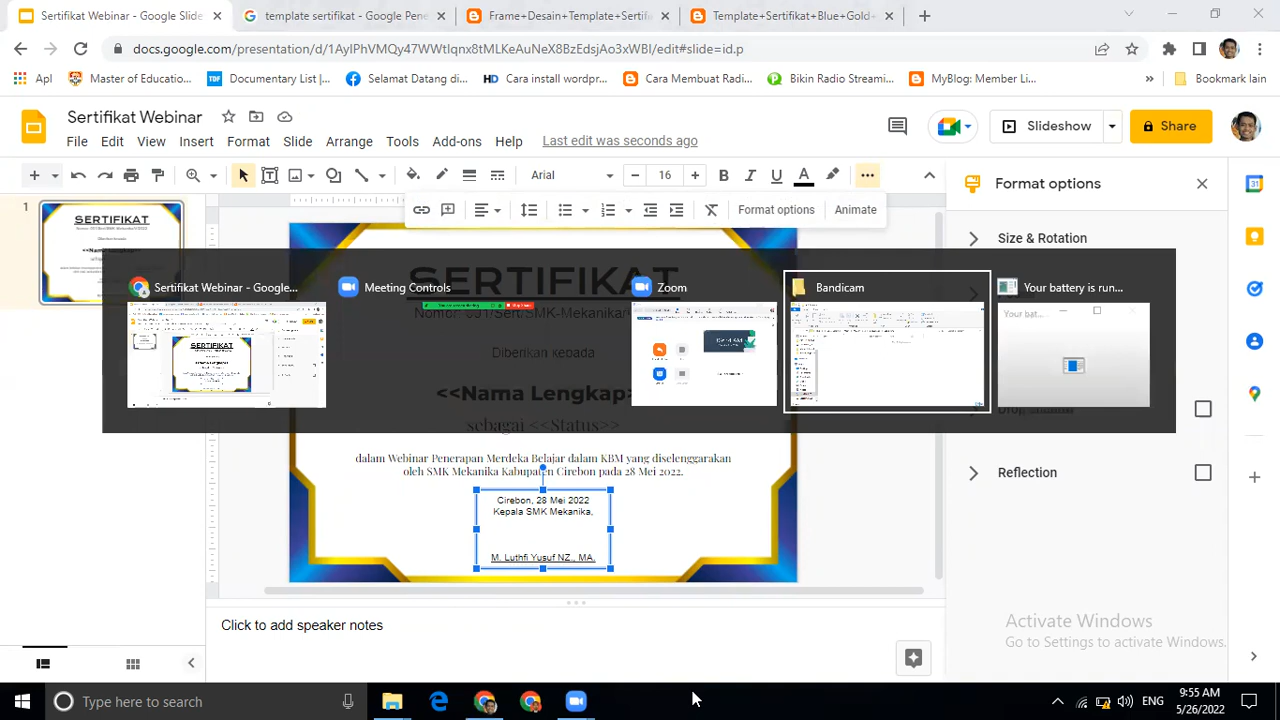 Sertifikat Webinar - Google Slide
template sertifikat - Google Pene
Frame+Desain+Template+Sertif
Template+Sertifikat+Blue+Gold+
docs.google.com/presentation/d/1AyIPhVMQy47WWtIqnx8tMLKeAuNeX8BzEdsjAo3xWBI/edit#slide=id.p
Apl
Master of Education...
Documentary List |...
Selamat Datang di...
Cara install wordpr...
Cara Membuat Radi...
Bikin Radio Streami...
MyBlog: Member Li...
»
Bookmark lain
Sertifikat Webinar
File Edit View Insert Format Slide Arrange Tools Add-ons Help Last edit was seconds ago
Slideshow
Share
Arial
16
Format options
Animate
Format options
Size & Rotation
Reflection
1
SERTIFIKAT
Sertifikat Webinar - Google...
Meeting Controls
Zoom
Bandicam
Your battery is run...
Your bat...
SERTIFIKAT
Diberikan kepada
<<Nama Lengkap>>
sebagai <<Status>>
dalam Webinar Penerapan Merdeka Belajar dalam KBM yang diselenggarakan
oleh SMK Mekanika Kabupaten Cirebon pada 28 Mei 2022.
Cirebon, 28 Mei 2022
Kepala SMK Mekanika,
M. Luthfi Yusuf NZ., MA.
Click to add speaker notes
Activate Windows
Go to Settings to activate Windows.
Type here to search
ENG
9:55 AM
5/26/2022